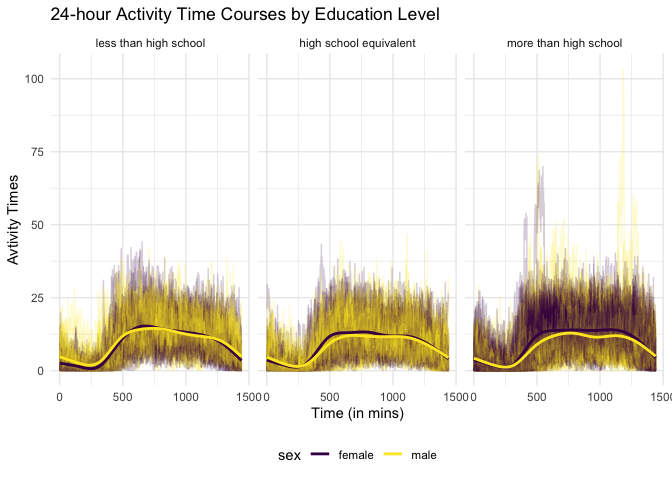 24-hour Activity Time Courses by Education Level
less than high school high school equivalent more than high school
100
75
50
25
0
Avtivity Times
0 500 1000 1500 0 500 1000 1500 0 500 1000 1500
Time (in mins)
sex female male